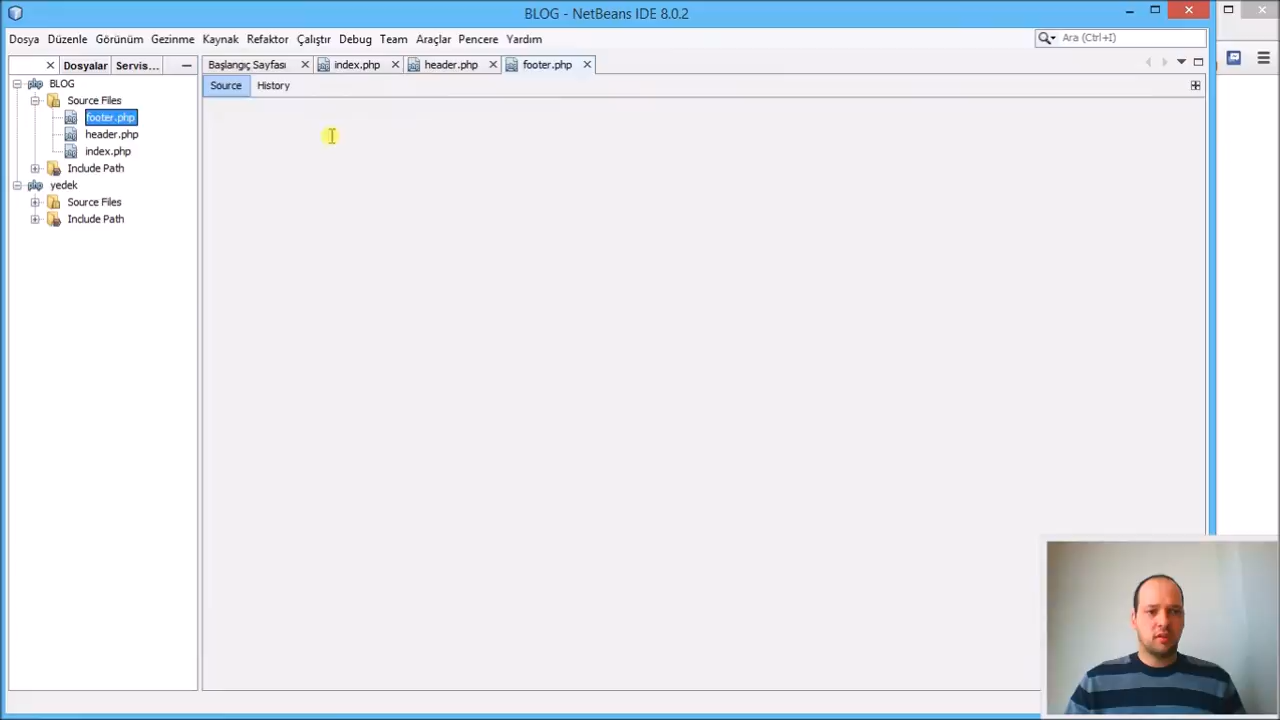 BLOG - NetBeans IDE 8.0.2
Dosya Düzenle Görünüm Gezinme Kaynak Refaktor Çalıştır Debug Team Araçlar Pencere Yardım
Ara (Ctrl+I)
Dosyalar Servis...
Başlangıç Sayfası index.php header.php footer.php
Source History
BLOG
Source Files
footer.php
header.php
index.php
Include Path
yedek
Source Files
Include Path